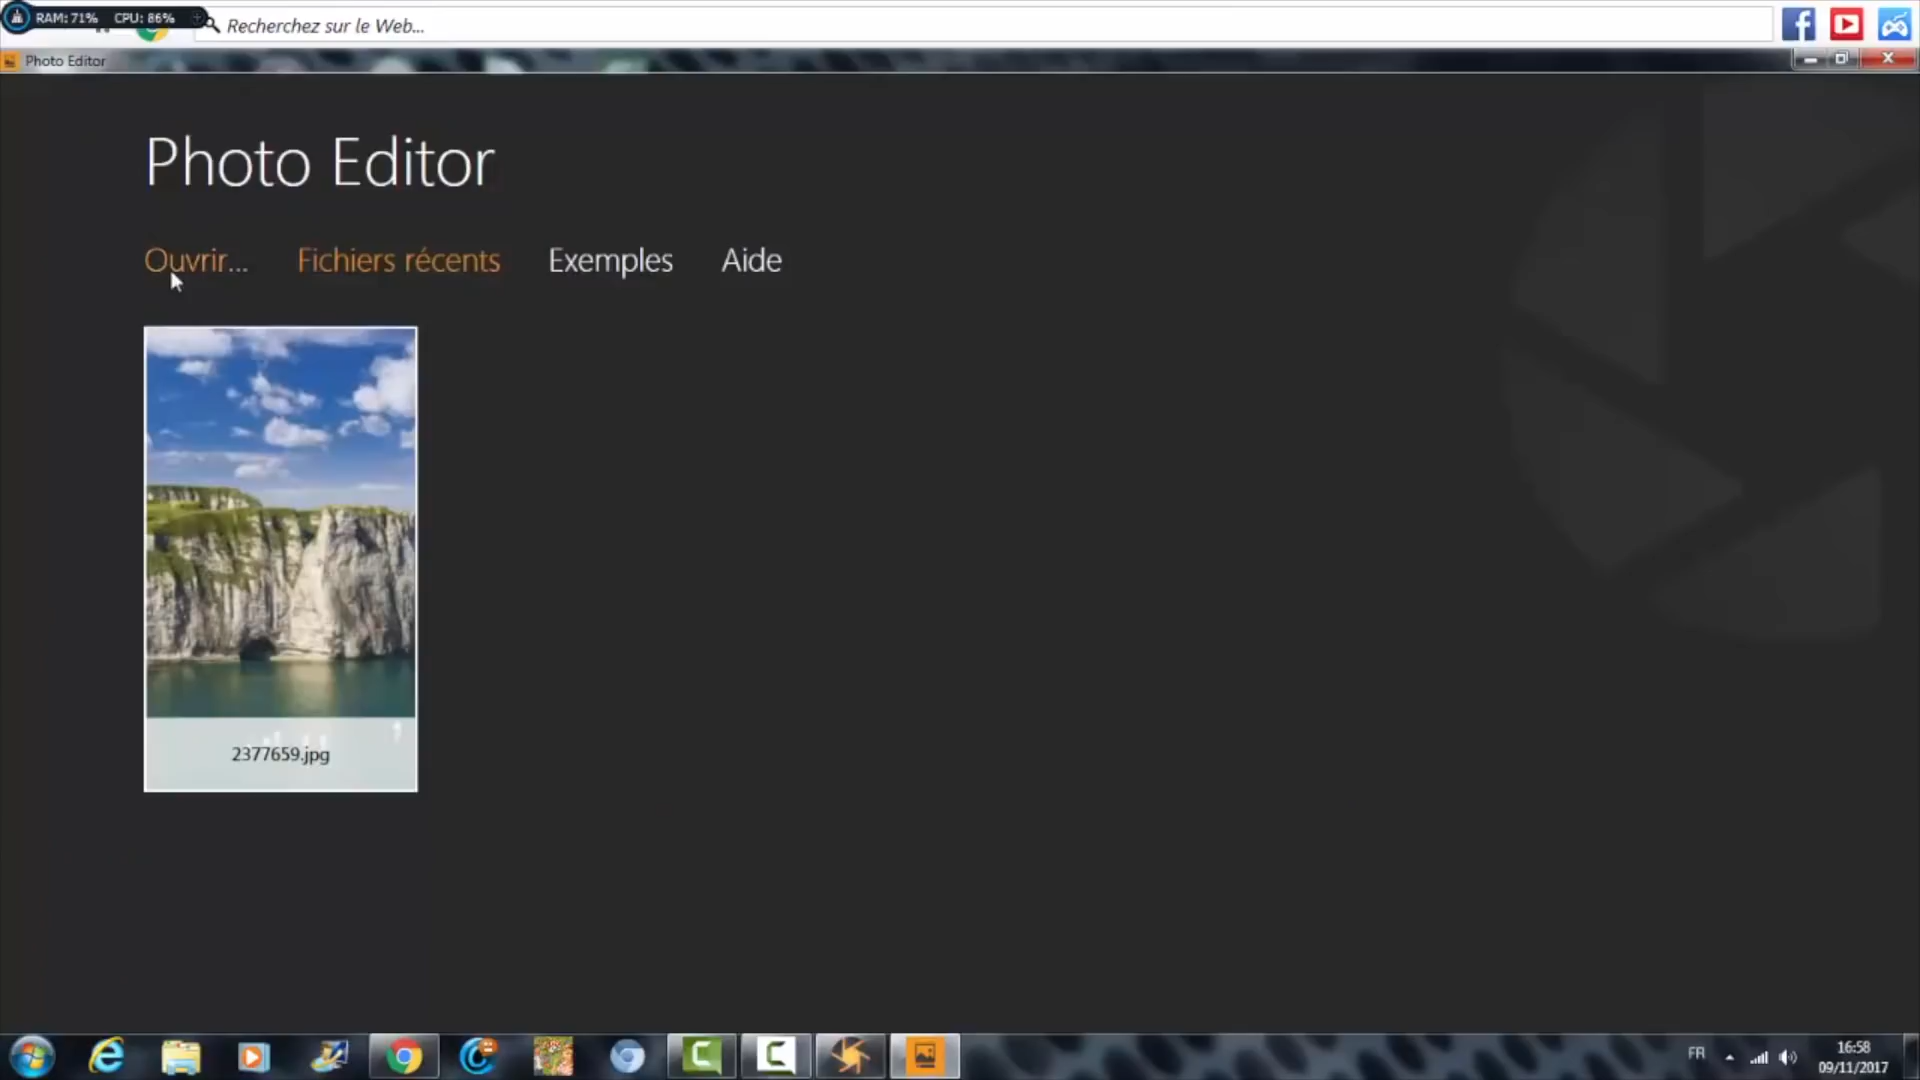 RAM: 71% CPU: 86%
Recherchez sur le Web...
Photo Editor
Photo Editor
Ouvrir... Fichiers récents Exemples Aide
2377659.jpg
FR
16:58
09/11/2017